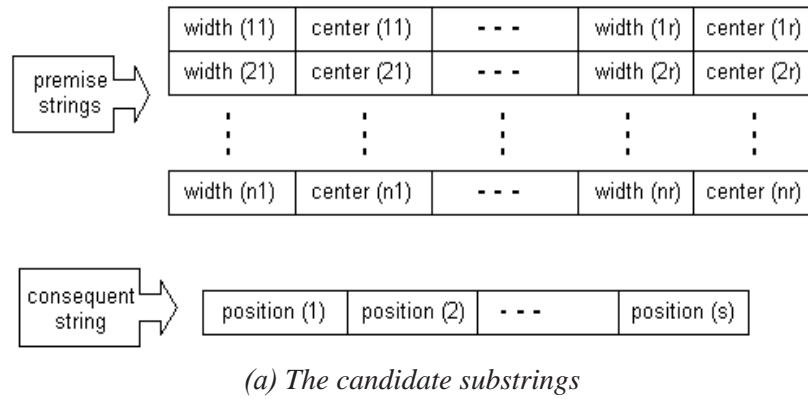 width (11) center (11) - - - width (1r) center (1r)
premise strings
width (21) center (21) - - - width (2r) center (2r)
width (n1) center (n1) - - - width (nr) center (nr)
consequent string
position (1) position (2) - - - position (s)
(a) The candidate substrings